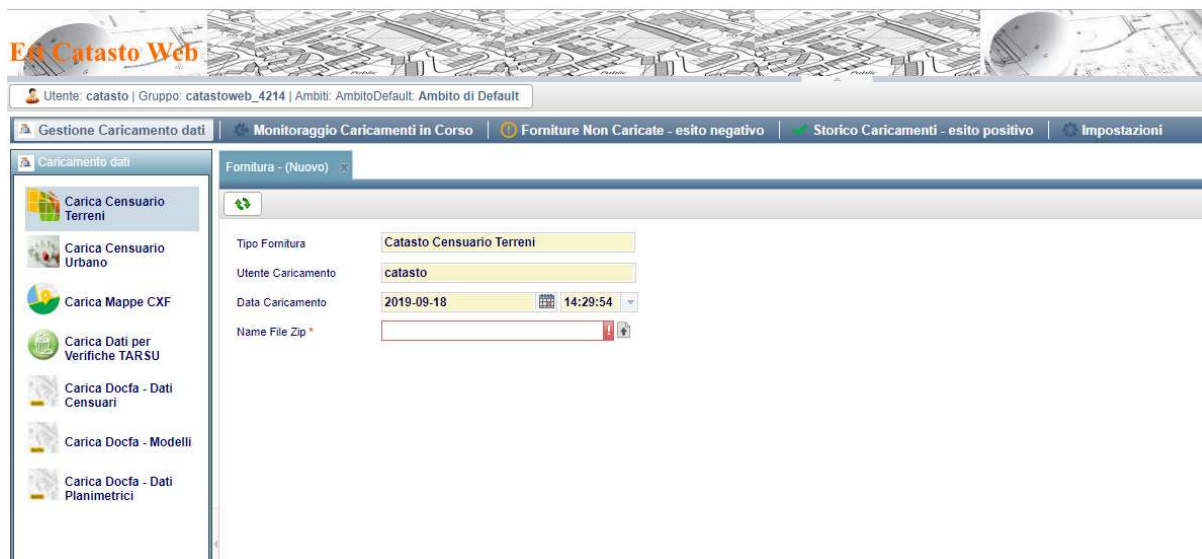 Eti Catasto Web
Utente: catasto | Gruppo: catastoweb_4214 | Ambiti: AmbitoDefault: Ambito di Default
Gestione Caricamento dati
Monitoraggio Caricamenti in Corso
Forniture Non Caricate - esito negativo
Storico Caricamenti - esito positivo
Impostazioni
Caricamento dati
Carica Censuario
Terreni
Carica Censuario
Urbano
Carica Mappe CXF
Carica Dati per
Verifiche TARSU
Carica Docfa - Dati
Censuari
Carica Docfa - Modelli
Carica Docfa - Dati
Planimetrici
Fornitura - (Nuovo)
Tipo Fornitura
Catasto Censuario Terreni
Utente Caricamento
catasto
Data Caricamento
2019-09-18
14:29:54
Name File Zip *